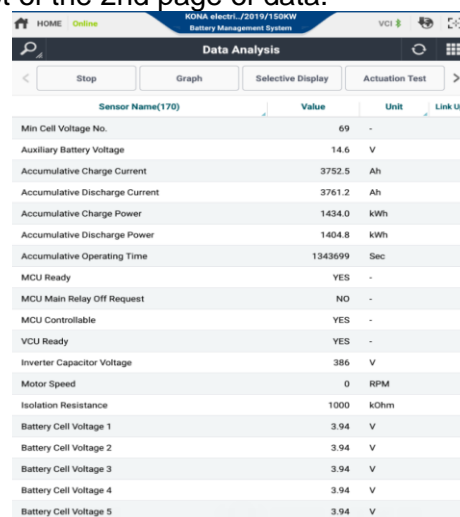 t of the 2nd page of data.
HOME Online KONA electri../2019/150KW VCI
Battery Management System
Data Analysis
Stop Graph Selective Display Actuation Test
Sensor Name(170) Value Unit Link U
Min Cell Voltage No. 69 -
Auxiliary Battery Voltage 14.6 V
Accumulative Charge Current 3752.5 Ah
Accumulative Discharge Current 3761.2 Ah
Accumulative Charge Power 1434.0 kWh
Accumulative Discharge Power 1404.8 kWh
Accumulative Operating Time 1343699 Sec
MCU Ready YES -
MCU Main Relay Off Request NO -
MCU Controllable YES -
VCU Ready YES -
Inverter Capacitor Voltage 386 V
Motor Speed 0 RPM
Isolation Resistance 1000 kOhm
Battery Cell Voltage 1 3.94 V
Battery Cell Voltage 2 3.94 V
Battery Cell Voltage 3 3.94 V
Battery Cell Voltage 4 3.94 V
Battery Cell Voltage 5 3.94 V